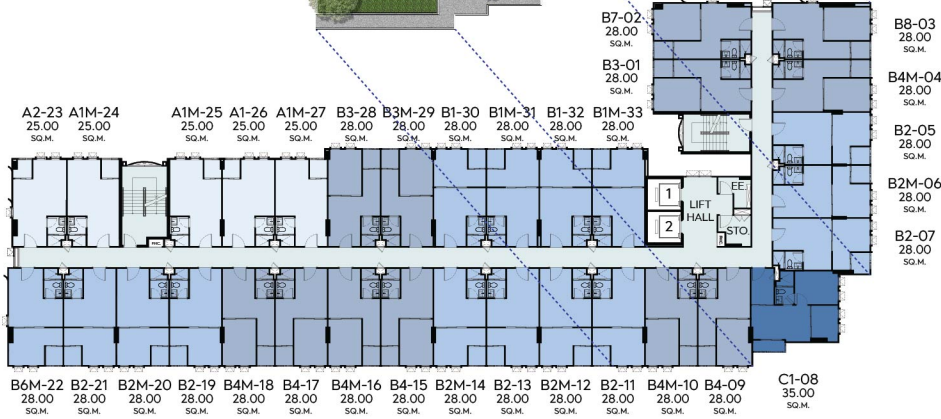 B7-02
28.00
SQ.M.
B3-01
28.00
SQ.M.
B8-03
28.00
SQ.M.
B4M-04
28.00
SQ.M.
B2-05
28.00
SQ.M.
B2M-06
28.00
SQ.M.
B2-07
28.00
SQ.M.
A2-23 A1M-24 A1M-25 A1-26 A1M-27 B3-28 B3M-29 B1-30 B1M-31 B1-32 B1M-33
25.00 25.00 25.00 25.00 25.00 28.00 28.00 28.00 28.00 28.00 28.00
SQ.M. SQ.M. SQ.M. SQ.M. SQ.M. SQ.M. SQ.M. SQ.M. SQ.M. SQ.M. SQ.M.
1
2
LIFT
HALL
EE
STO.
B6M-22 B2-21 B2M-20 B2-19 B4M-18 B4-17 B4M-16 B4-15 B2M-14 B2-13 B2M-12 B2-11 B4M-10 B4-09
28.00 28.00 28.00 28.00 28.00 28.00 28.00 28.00 28.00 28.00 28.00 28.00 28.00 28.00
SQ.M. SQ.M. SQ.M. SQ.M. SQ.M. SQ.M. SQ.M. SQ.M. SQ.M. SQ.M. SQ.M. SQ.M. SQ.M. SQ.M.
C1-08
35.00
SQ.M.